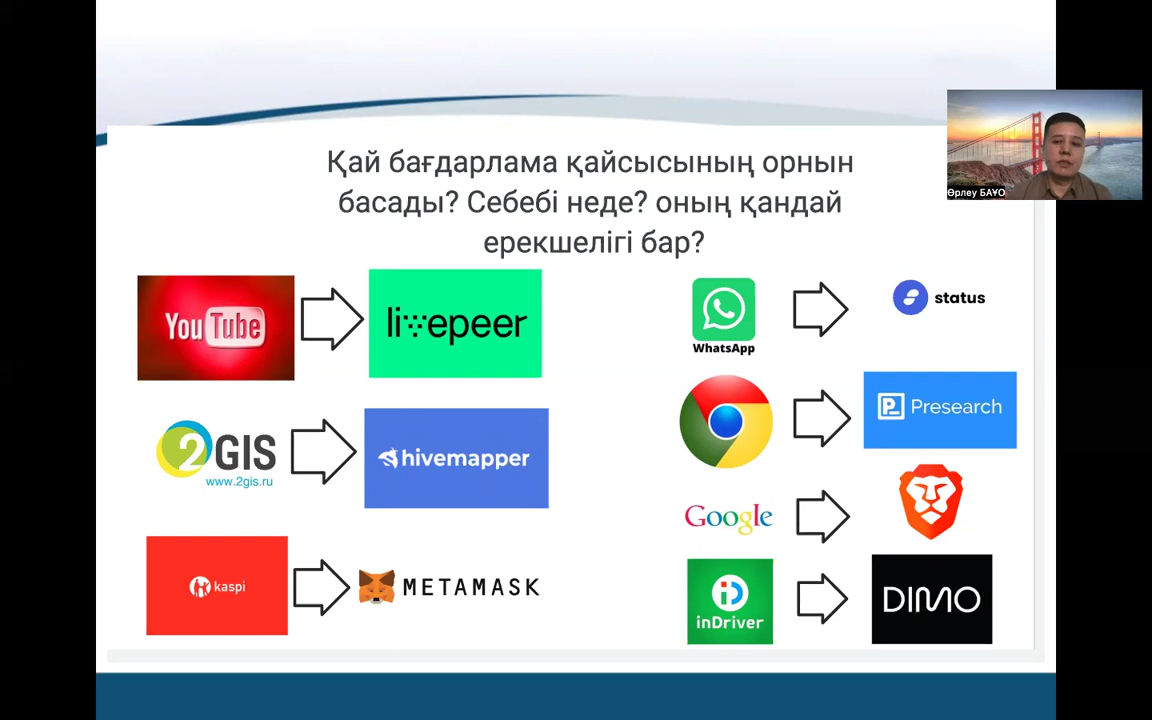 Қай бағдарлама қайсысының орнын
басады? Себебі неде? оның қандай
ерекшелігі бар?
Өрлеу БАҰО
YouTube
livepeer
2GIS
www.2gis.ru
hivemapper
kaspi
METAMASK
WhatsApp
status
Presearch
Google
inDriver
DIMO